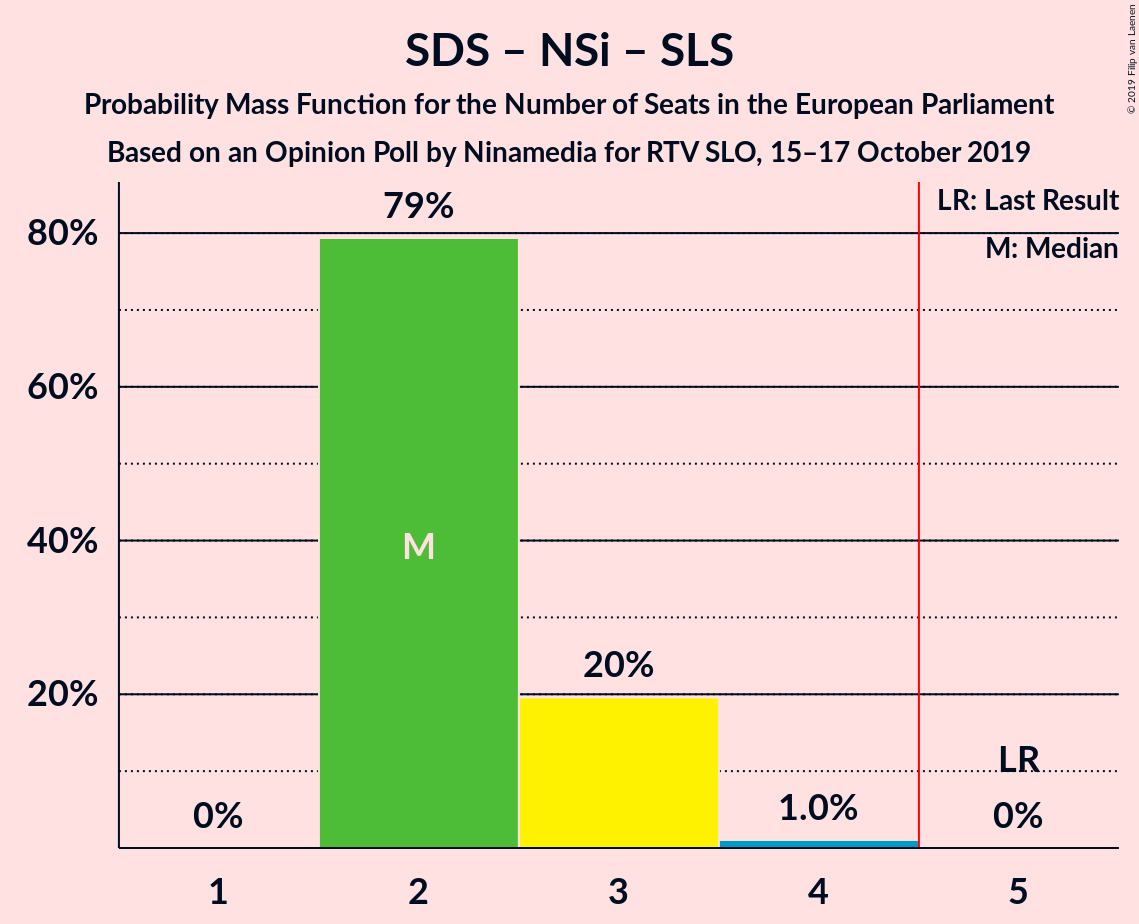 SDS – NSi – SLS
Probability Mass Function for the Number of Seats in the European Parliament
Based on an Opinion Poll by Ninamedia for RTV SLO, 15–17 October 2019
© 2019 Filip van Laenen
LR: Last Result
M: Median
80%
60%
40%
20%
0%
79%
M
20%
1.0%
LR
0%
1
2
3
4
5